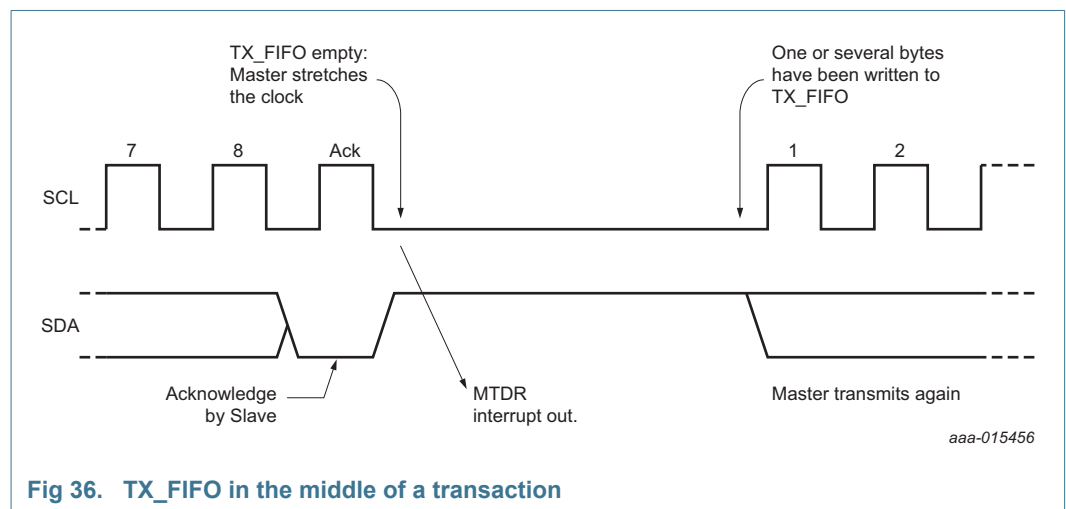 TX_FIFO empty:
Master stretches
the clock
One or several bytes
have been written to
TX_FIFO
7
8
Ack
1
2
SCL
SDA
Acknowledge
by Slave
MTDR
interrupt out.
Master transmits again
aaa-015456
Fig 36. TX_FIFO in the middle of a transaction